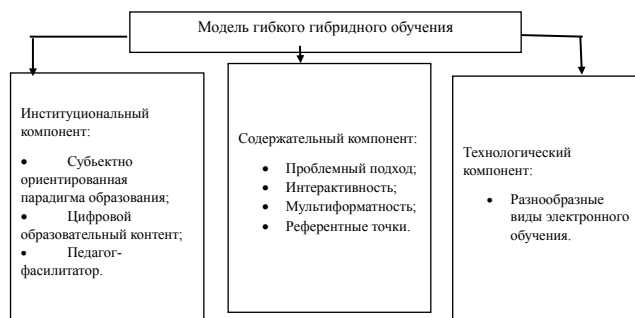 Модель гибкого гибридного обучения
Институциональный
компонент:
• Субьектно
ориентированная
парадигма образования;
• Цифровой
образовательный контент;
• Педагог-
фасилитатор.
Содержательный компонент:
• Проблемный подход;
• Интерактивность;
• Мультиформатность;
• Референтные точки.
Технологический
компонент:
• Разнообразные
виды электронного
обучения.